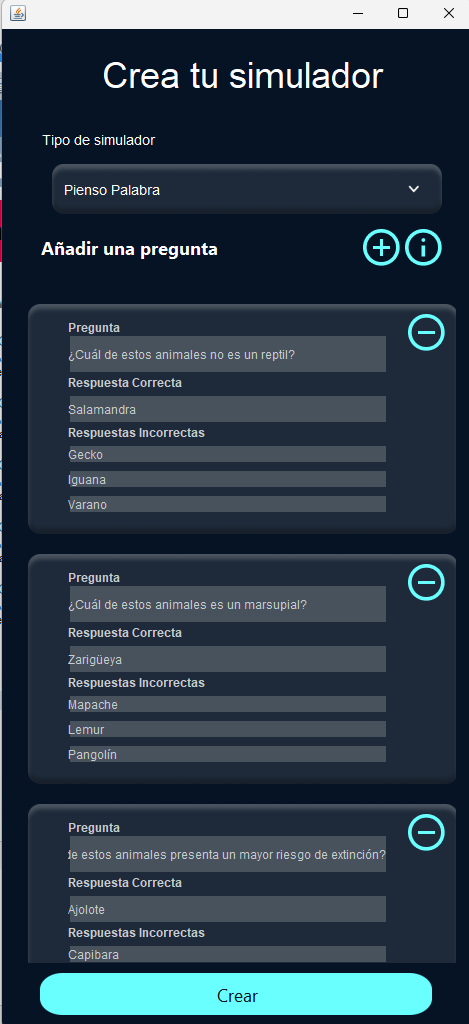 Crea tu simulador
Tipo de simulador
Pienso Palabra
Añadir una pregunta
Pregunta
¿Cuál de estos animales no es un reptil?
Respuesta Correcta
Salamandra
Respuestas Incorrectas
Gecko
Iguana
Varano
Pregunta
¿Cuál de estos animales es un marsupial?
Respuesta Correcta
Zarigüeya
Respuestas Incorrectas
Mapache
Lemur
Pangolín
Pregunta
de estos animales presenta un mayor riesgo de extinción?
Respuesta Correcta
Ajolote
Respuestas Incorrectas
Capibara
Crear